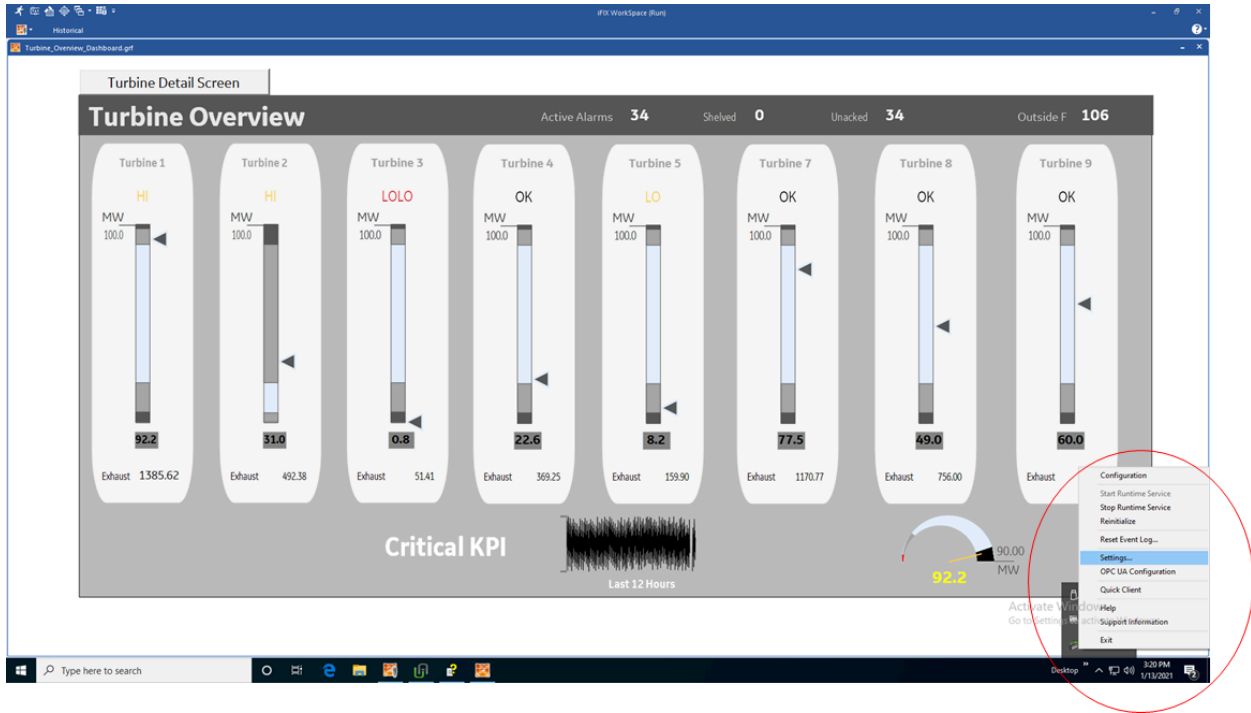 iFIX WorkSpace (Run)
Historical
Turbine_Overview_Dashboard.grf
Turbine Detail Screen
Turbine Overview
Active Alarms 34 Shelved 0 Unacked 34 Outside F 106
Turbine 1 Turbine 2 Turbine 3 Turbine 4 Turbine 5 Turbine 7 Turbine 8 Turbine 9
HI HI LOLO OK LO OK OK OK
MW MW MW MW MW MW MW MW
100.0 100.0 100.0 100.0 100.0 100.0 100.0 100.0
92.2 31.0 0.8 22.6 8.2 77.5 49.0 60.0
Exhaust 1385.62 Exhaust 492.38 Exhaust 51.41 Exhaust 369.25 Exhaust 159.90 Exhaust 1170.77 Exhaust 756.00 Exhaust
Configuration
Start Runtime Service
Stop Runtime Service
Reinitialize
Reset Event Log...
Settings...
OPC UA Configuration
Quick Client
Help
Support Information
Exit
Critical KPI
Last 12 Hours
90.00
MW
92.2
Activate Windows
Go to Settings
Type here to search
Desktop
3:20 PM
1/13/2021
2